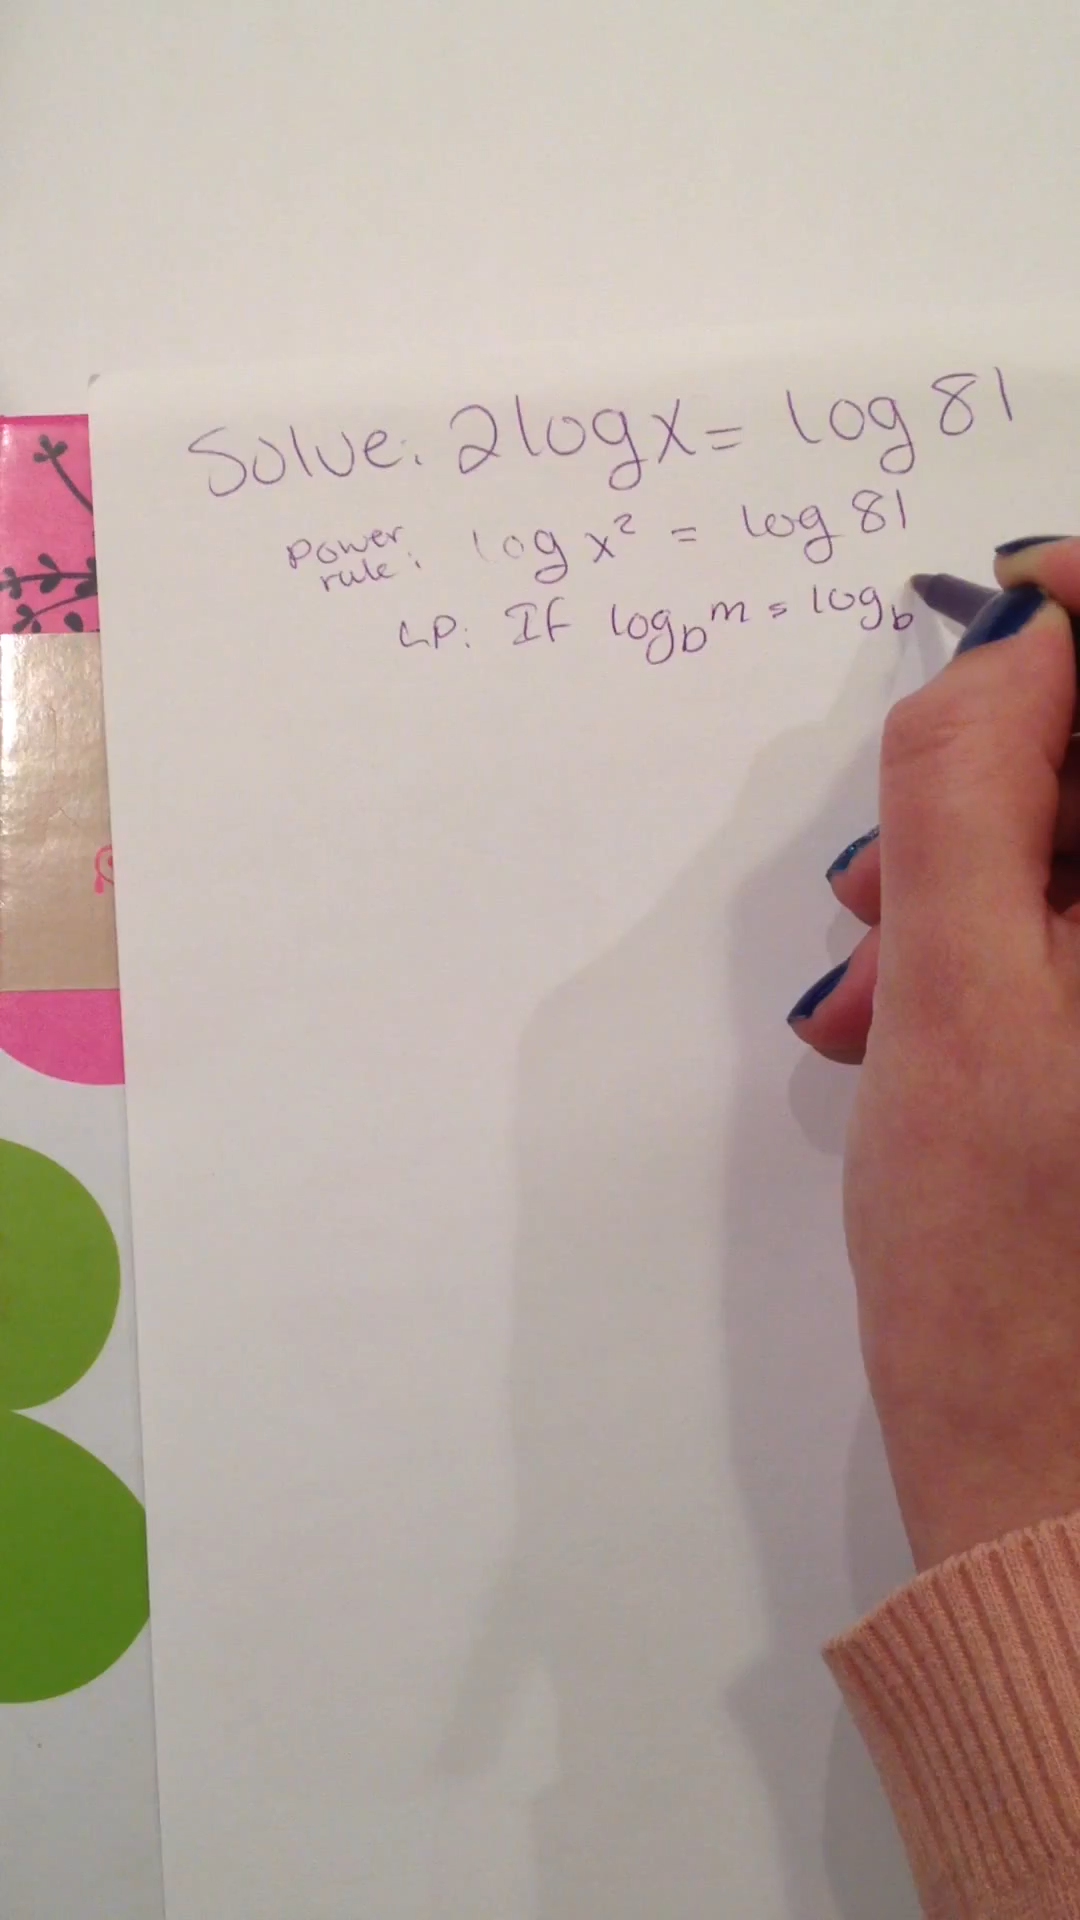 Solve: 2logx = log 81
Power rule: log x² = log 81
LP: If log_b m = log_b